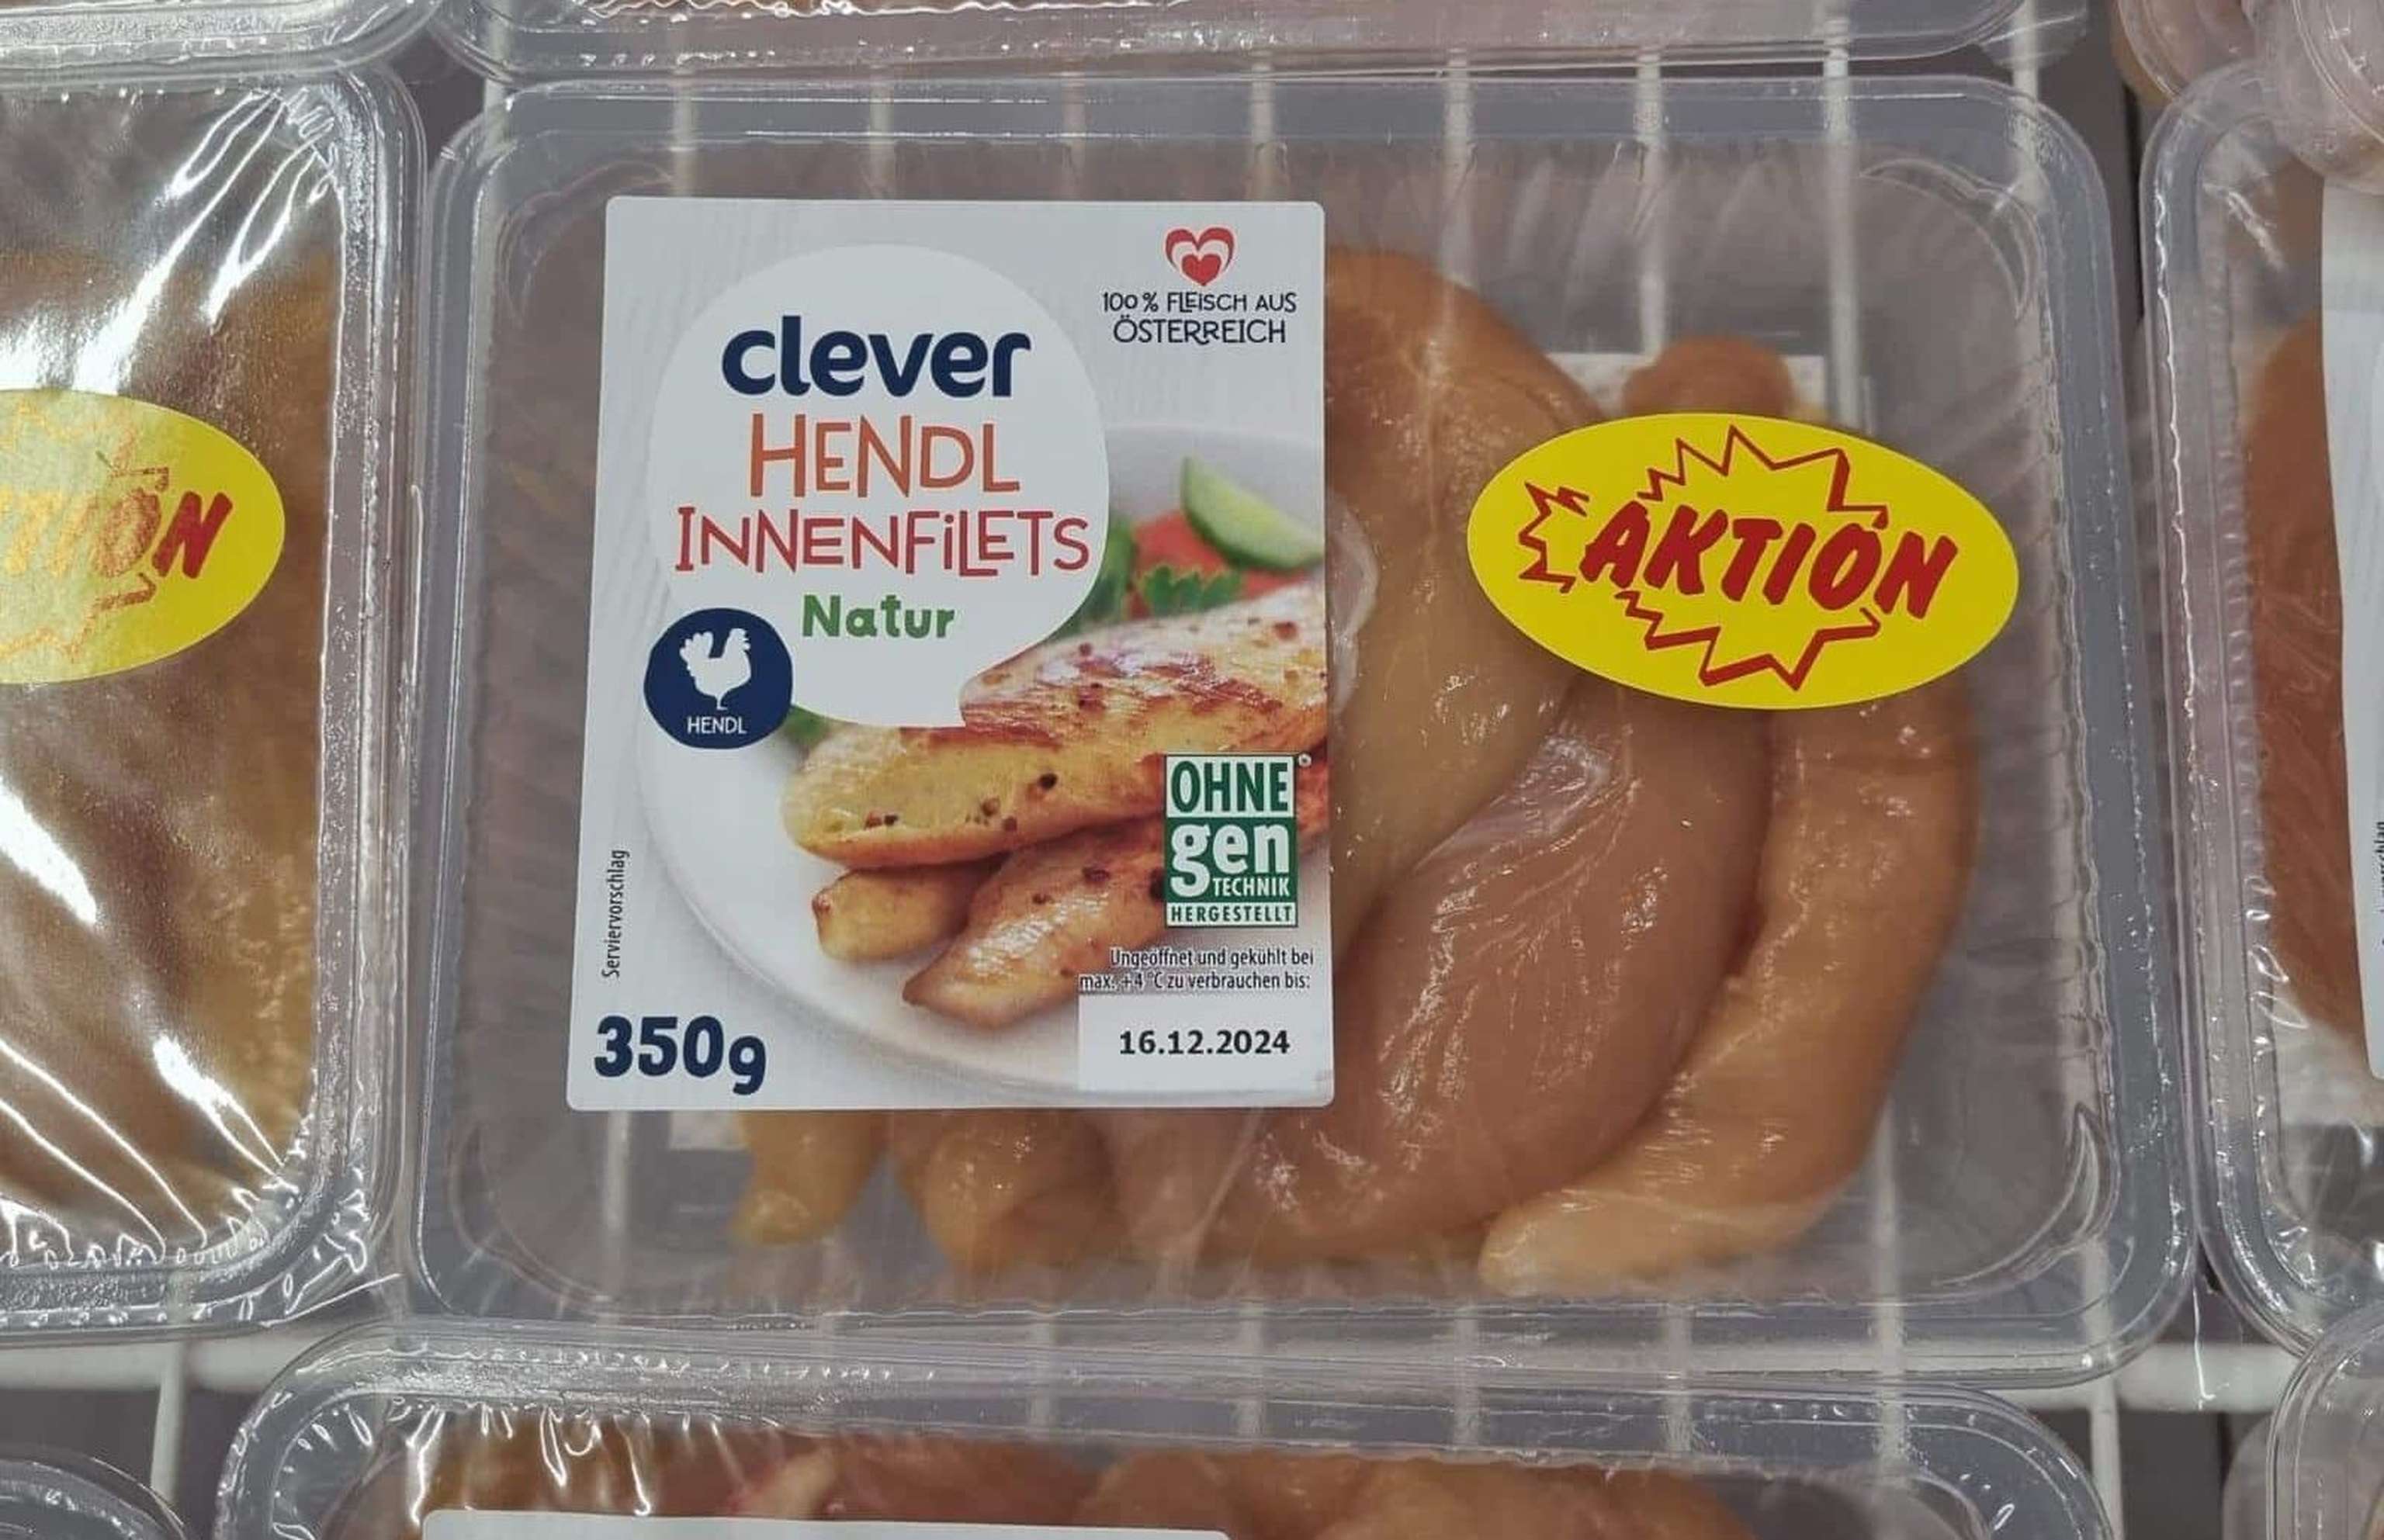 100 % FLEISCH AUS
ÖSTERREICH
clever
HENDL
INNENFILETS
Natur
HENDL
OHNE
gen
TECHNIK
HERGESTELLT
Serviervorschlag
Ungeöffnet und gekühlt bei
max. +4 °C zu verbrauchen bis:
16.12.2024
350g
AKTION